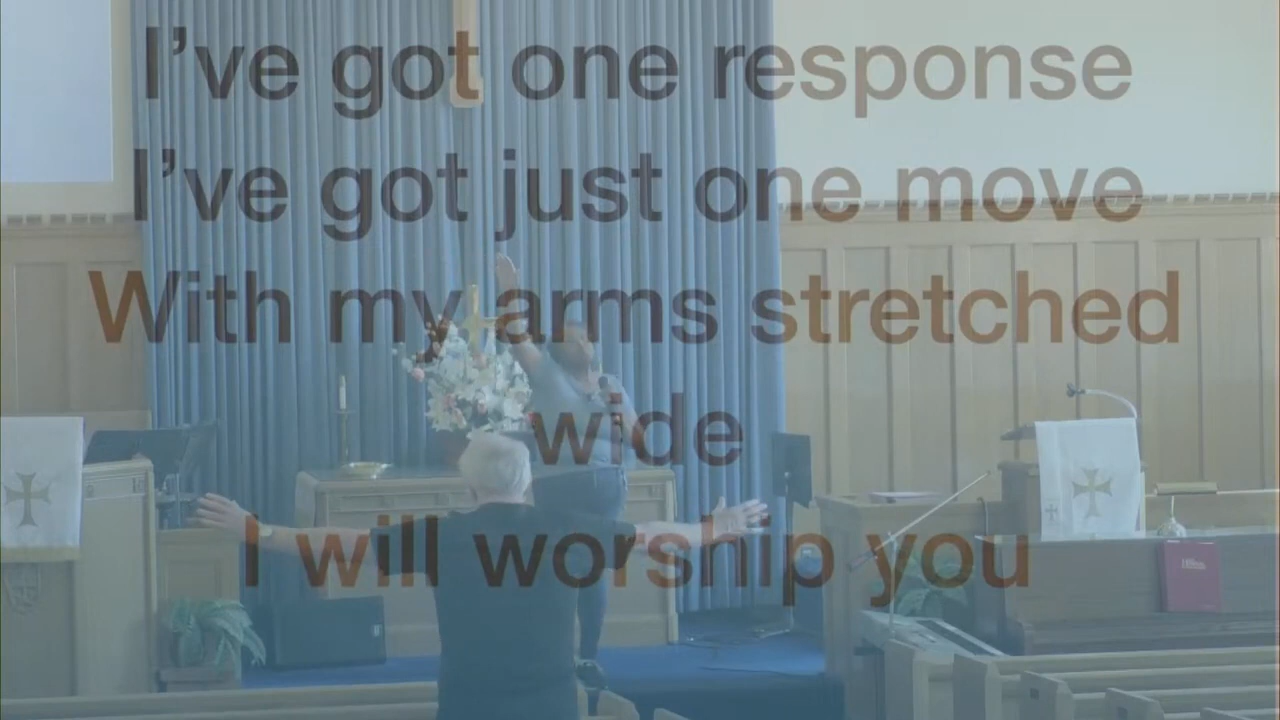 I've got one response
I've got just one move
With my arms stretched
wide
I will worship you